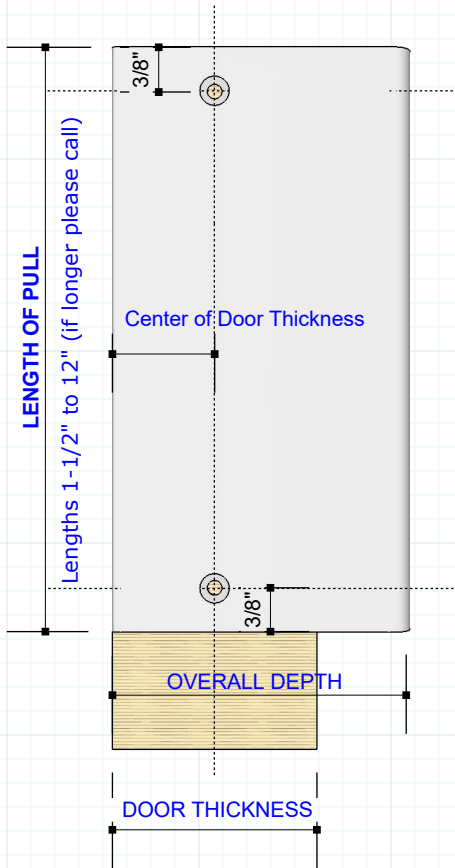 3/8"
LENGTH OF PULL
Lengths 1-1/2" to 12" (if longer please call)
Center of Door Thickness
3/8"
OVERALL DEPTH
DOOR THICKNESS